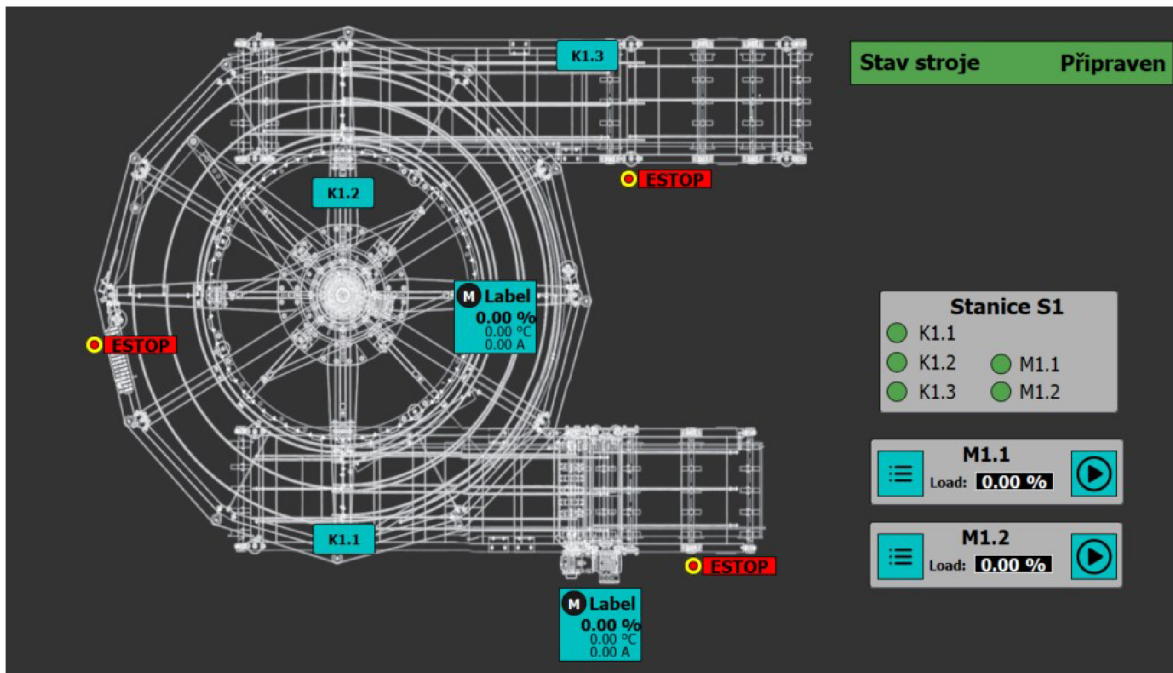 K1.3
Stav stroje Připraven
ESTOP
K1.2
M Label
0.00 %
0.00 °C
0.00 A
ESTOP
Stanice S1
K1.1
K1.2 M1.1
K1.3 M1.2
M1.1
Load: 0.00 %
K1.1
M1.2
Load: 0.00 %
ESTOP
M Label
0.00 %
0.00 °C
0.00 A